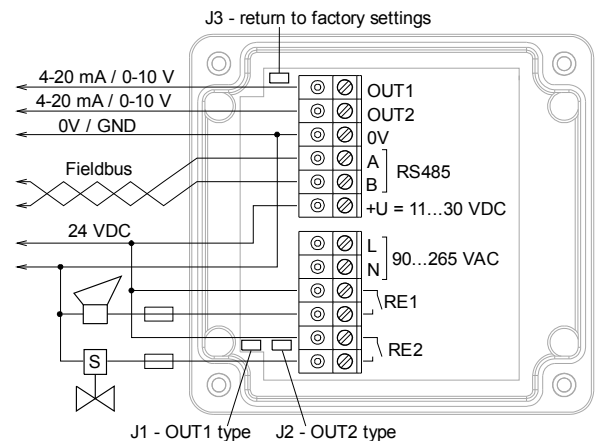 J3 - return to factory settings
4-20 mA / 0-10 V
OUT1
4-20 mA / 0-10 V
OUT2
0V / GND
0V
A
RS485
Fieldbus
B
+U = 11...30 VDC
24 VDC
L
90...265 VAC
N
RE1
RE2
S
J1 - OUT1 type
J2 - OUT2 type